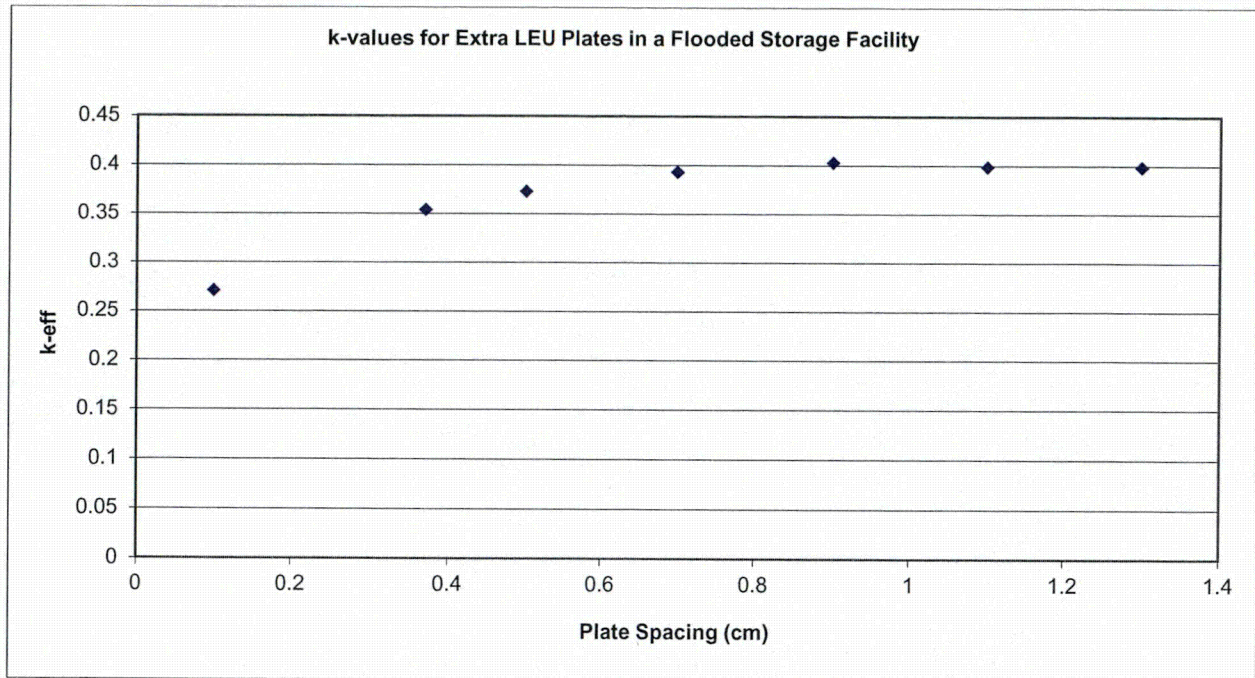 k-values for Extra LEU Plates in a Flooded Storage Facility
0.45
0.4
0.35
0.3
0.25
0.2
0.15
0.1
0.05
0
k-eff
0 0.2 0.4 0.6 0.8 1 1.2 1.4
Plate Spacing (cm)